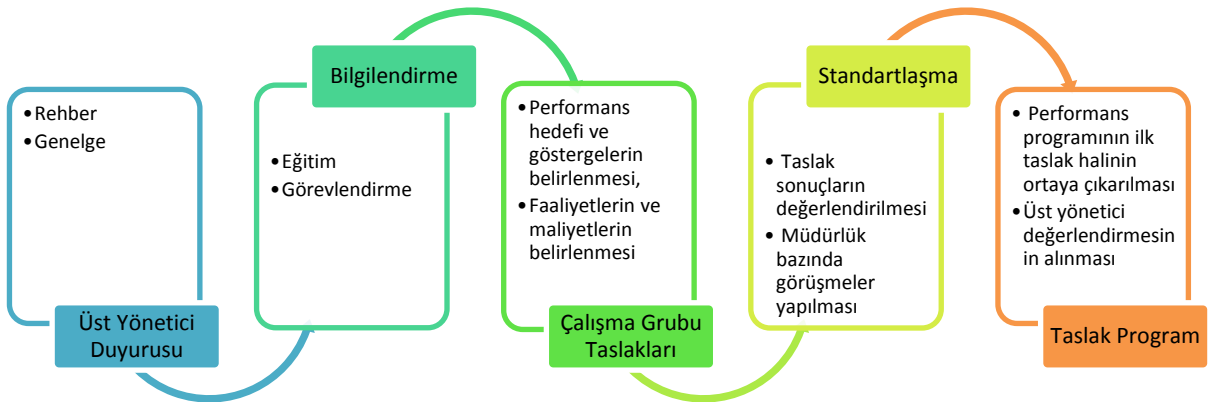 •Rehber
•Genelge
Üst Yönetici
Duyurusu
Bilgilendirme
•Eğitim
•Görevlendirme
•Performans
hedefi ve
göstergelerin
belirlenmesi,
•Faaliyetlerin ve
maliyetlerin
belirlenmesi
Çalışma Grubu
Taslakları
Standartlaşma
• Taslak
sonuçların
değerlendirilmesi
• Müdürlük
bazında
görüşmeler
yapılması
• Performans
programının ilk
taslak halinin
ortaya çıkarılması
•Üst yönetici
değerlendirmesin
in alınması
Taslak Program